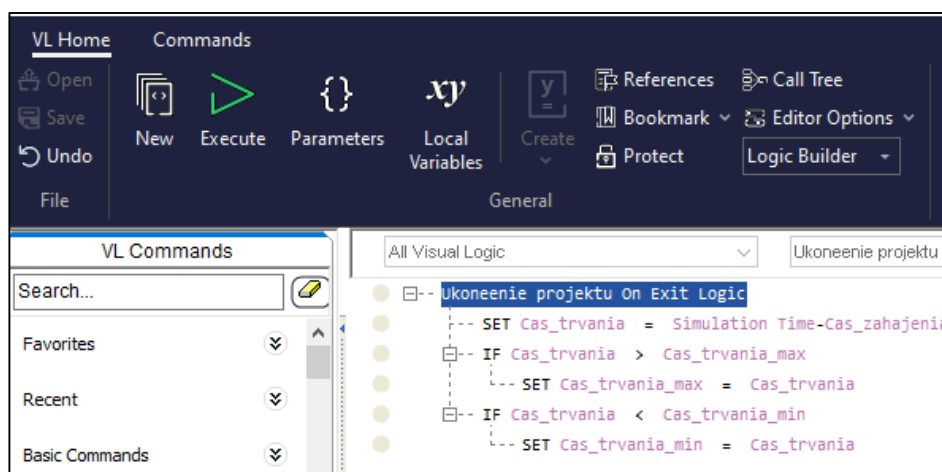 VL Home Commands
Open
Save
Undo
File
New
Execute
{} Parameters
xy Local Variables
y = Create
References
Bookmark
Protect
Call Tree
Editor Options
Logic Builder
General
VL Commands
Search...
Favorites
Recent
Basic Commands
All Visual Logic Ukoneenie projektu
Ukoneenie projektu On Exit Logic
SET Cas_trvania = Simulation Time-Cas_zahajenia
IF Cas_trvania > Cas_trvania_max
SET Cas_trvania_max = Cas_trvania
IF Cas_trvania < Cas_trvania_min
SET Cas_trvania_min = Cas_trvania